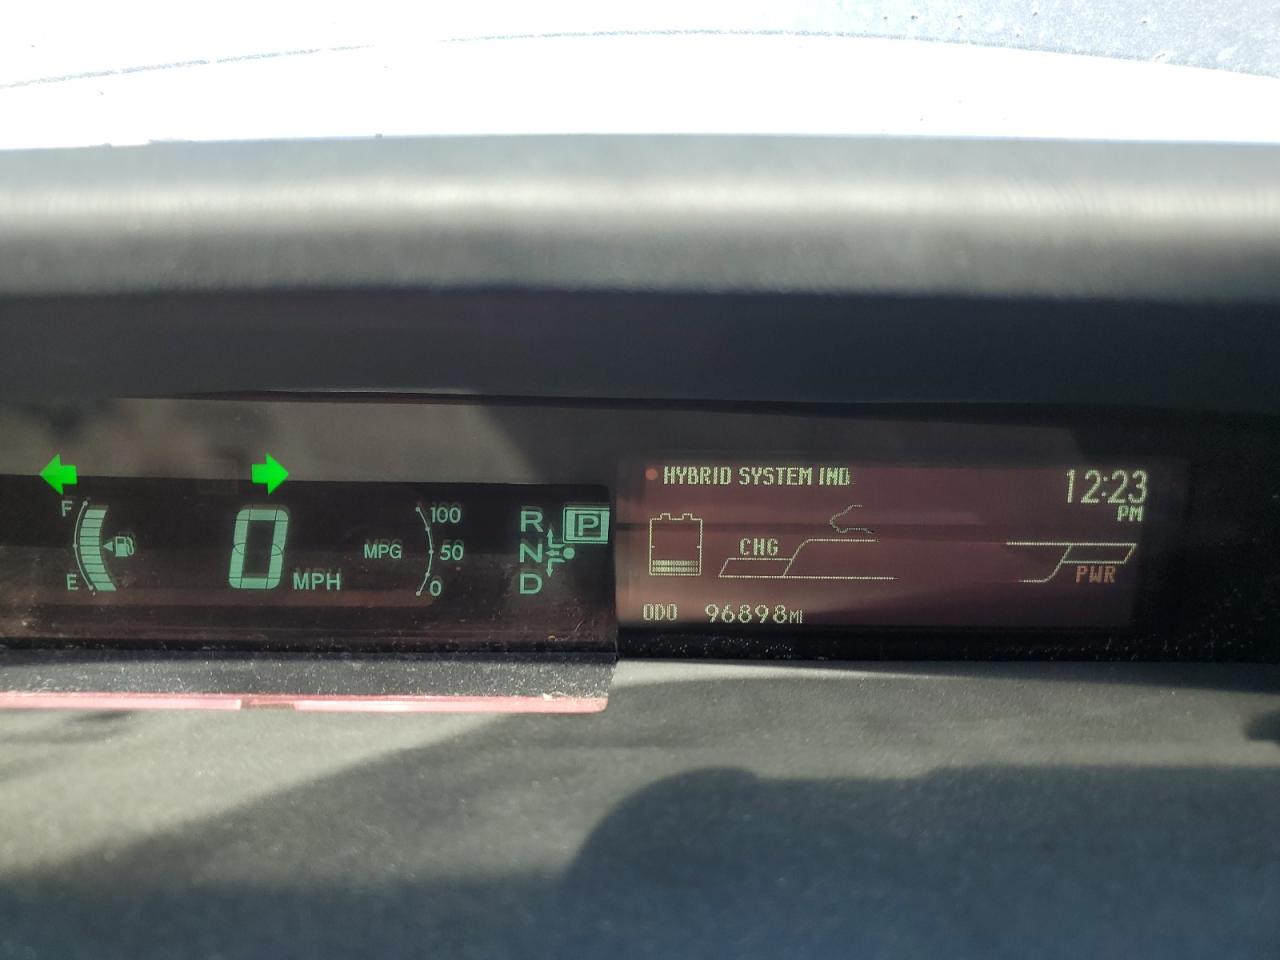 F
E
0 MPH
MPG
100
50
0
R
N
D
P
HYBRID SYSTEM IND
12:23
PM
CHG
PWR
ODO 96898MI